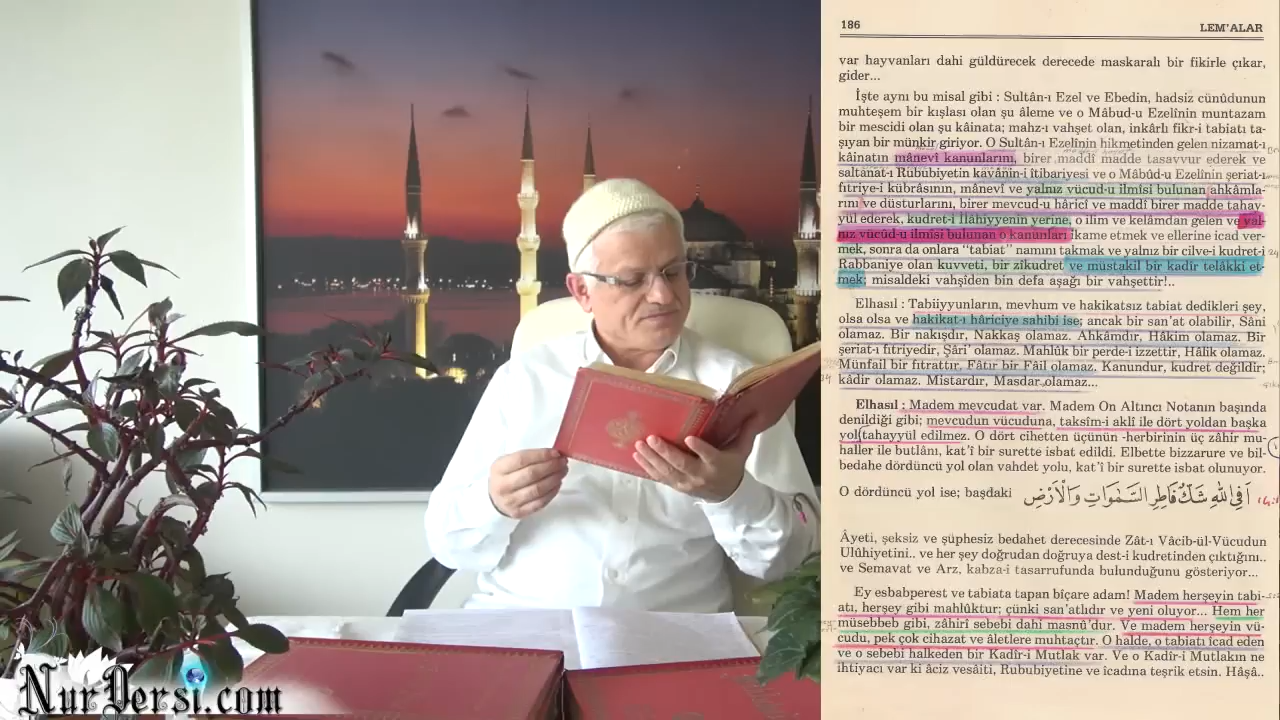 186
LEM'ALAR
var hayvanları dahi güldürecek derecede maskaralı bir fikirle çıkar,
gider...
İşte aynı bu misal gibi : Sultân-ı Ezel ve Ebedin, hadsiz cünûdunun
muhteşem bir kışlası olan şu âleme ve o Mâbud-u Ezelînin muntazam
bir mescidi olan şu kâinata; mahz-ı vahşet olan, inkârlı fikr-i tabiatı ta-
şıyan bir münkir giriyor. O Sultân-ı Ezelînin hikmetinden gelen nizamat-ı
kâinatın mânevî kanunlarını, birer maddî madde tasavvur ederek ve
saltanat-ı Rübubiyetin kavânin-i îtibariyesi ve o Mâbûd-u Ezelînin şeriat-ı
fıtriye-i kübrâsının, mânevî ve yalnız vücud-u ilmîsi bulunan ahkâmla-
rını ve düsturlarını, birer mevcud-u hâricî ve maddî birer madde tahay-
yül ederek, kudret-i İlâhiyyenin yerine, o ilim ve kelâmdan gelen ve yal-
nız vücûd-u ilmîsi bulunan o kanunları ikame etmek ve ellerine icad ver-
mek, sonra da onlara "tabiat" namını takmak ve yalnız bir cilve-i kudret-i
Rabbaniye olan kuvveti, bir zîkudret ve müstakil bir kadîr telâkki et-
mek; misaldeki vahşîden bin defa aşağı bir vahşettir!..
Elhasıl : Tabiiyyunların, mevhum ve hakikatsız tabiat dedikleri şey,
olsa olsa ve hakikat-ı hâriciye sahibi ise; ancak bir san'at olabilir, Sâni
olamaz. Bir nakışdır, Nakkaş olamaz. Ahkâmdır, Hâkim olamaz. Bir
şeriat-ı fıtriyedir, Şâri' olamaz. Mahlûk bir perde-i izzettir, Hâlik olamaz.
Münfail bir fıtrattır, Fâtır bir Fâil olamaz. Kanundur, kudret değildir;
kâdir olamaz. Mistardır, Masdar olamaz...
Elhasıl : Madem mevcudat var. Madem On Altıncı Notanın başında
denildiği gibi; mevcudun vücuduna, taksîm-i aklî ile dört yoldan başka
yol tahayyül edilmez. O dört cihetten üçünün -herbirinin üç zâhir mu-
haller ile butlânı, kat'î bir surette isbat edildi. Elbette bizzarure ve bil-
bedahe dördüncü yol olan vahdet yolu, kat'î bir surette isbat olunuyor.
O dördüncü yol ise; başdaki اَفِى اللّٰهِ شَكٌّ فَاطِرِ السَّمٰوَاتِ وَالْاَرْضِ
Âyeti, şeksiz ve şüphesiz bedahet derecesinde Zât-ı Vâcib-ül-Vücudun
Ulûhiyetini.. ve her şey doğrudan doğruya dest-i kudretinden çıktığını..
ve Semavat ve Arz, kabza-i tasarrufunda bulunduğunu gösteriyor...
Ey esbabperest ve tabiata tapan bîçare adam! Madem herşeyin tabi-
atı, herşey gibi mahlûktur; çünki san'atlıdır ve yeni oluyor... Hem her
müsebbeb gibi, zâhirî sebebi dahi masnû'dur. Ve madem herşeyin vü-
cudu, pek çok cihazat ve âletlere muhtaçtır. O halde, o tabiatı îcad eden
ve o sebebi halkeden bir Kadîr-i Mutlak var. Ve o Kadîr-i Mutlakın ne
ihtiyacı var ki âciz vesâiti, Rububiyetine ve icadına teşrik etsin. Hâşâ..
NurDersi.com